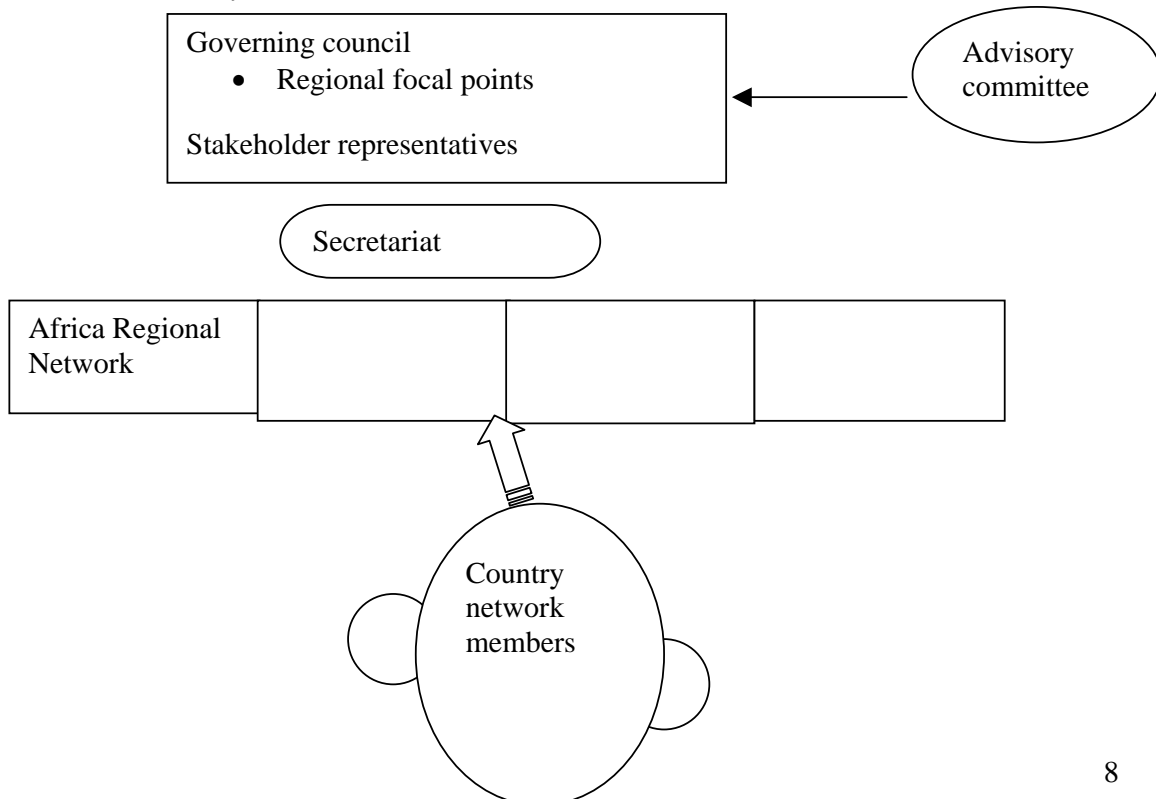 Governing council
• Regional focal points
Stakeholder representatives
Advisory
committee
Secretariat
Africa Regional
Network
Country
network
members
8